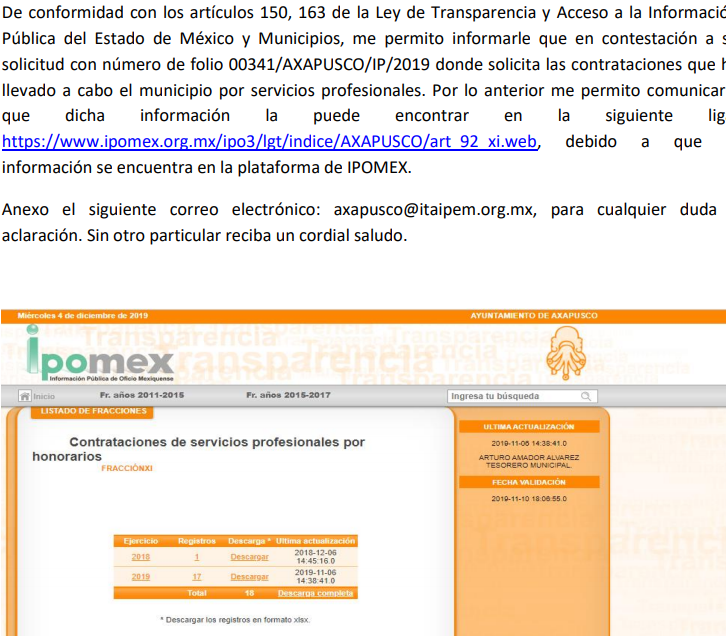 De conformidad con los artículos 150, 163 de la Ley de Transparencia y Acceso a la Informació
Pública del Estado de México y Municipios, me permito informarle que en contestación a s
solicitud con número de folio 00341/AXAPUSCO/IP/2019 donde solicita las contrataciones que h
llevado a cabo el municipio por servicios profesionales. Por lo anterior me permito comunicar
que dicha información la puede encontrar en la siguiente lig
https://www.ipomex.org.mx/ipo3/lgt/indice/AXAPUSCO/art_92_xi.web, debido a que
información se encuentra en la plataforma de IPOMEX.
Anexo el siguiente correo electrónico: axapusco@itaipem.org.mx, para cualquier duda
aclaración. Sin otro particular reciba un cordial saludo.
Miércoles 4 de diciembre de 2019 AYUNTAMIENTO DE AXAPUSCO
Transparencia
ipomex
Información Pública de Oficio Mexiquense
Inicio Fr. años 2011-2015 Fr. años 2015-2017 Ingresa tu búsqueda
LISTADO DE FRACCIONES
Contrataciones de servicios profesionales por
honorarios
FRACCIÓNXI
ULTIMA ACTUALIZACIÓN
2019-11-06 14:38:41.0
ARTURO AMADOR ALVAREZ
TESORERO MUNICIPAL
FECHA VALIDACIÓN
2019-11-10 18:06:55.0
Ejercicio Registros Descarga * Ultima actualización
2018 1 Descargar 2018-12-06 14:45:16.0
2019 17 Descargar 2019-11-06 14:38:41.0
Total 18 Descarga completa
* Descargar los registros en formato xlsx.